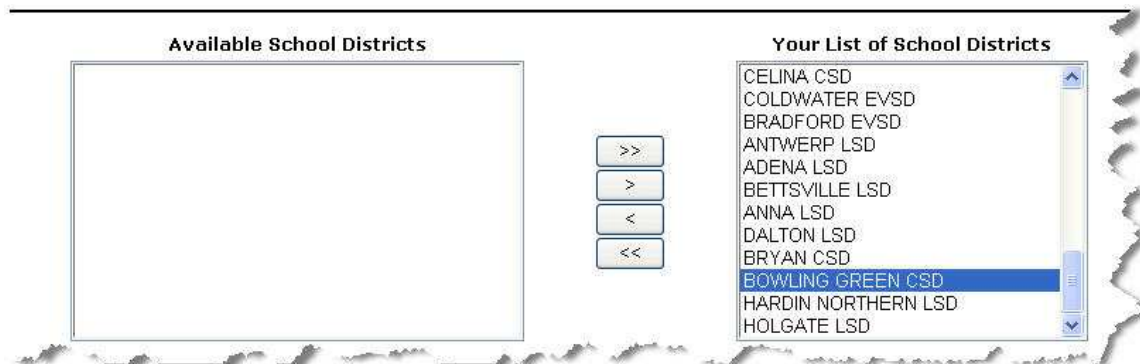 Available School Districts
Your List of School Districts
>>
>
<
<<
CELINA CSD
COLDWATER EVSD
BRADFORD EVSD
ANTWERP LSD
ADENA LSD
BETTSVILLE LSD
ANNA LSD
DALTON LSD
BRYAN CSD
BOWLING GREEN CSD
HARDIN NORTHERN LSD
HOLGATE LSD